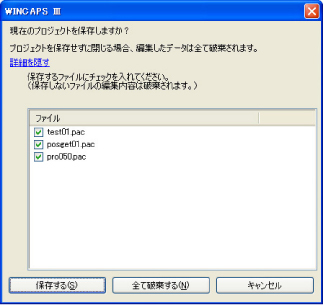 WINCAPS Ⅲ
現在のプロジェクトを保存しますか？
プロジェクトを保存せずに閉じる場合、編集したデータは全て破棄されます。
詳細を隠す
保存するファイルにチェックを入れてください。
（保存しないファイルの編集内容は破棄されます。）
ファイル
test01.pac
posget01.pac
pro050.pac
保存する(S)
全て破棄する(N)
キャンセル